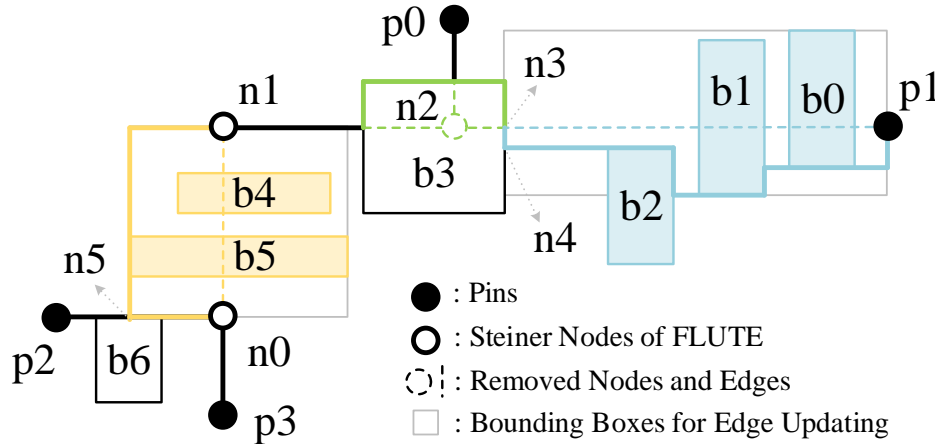 p0
n3
n1
n2
b1
b0
p1
b3
b4
b2
n4
b5
n5
: Pins
: Steiner Nodes of FLUTE
p2
b6
n0
: Removed Nodes and Edges
p3
: Bounding Boxes for Edge Updating